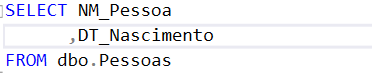 SELECT NM_Pessoa
,DT_Nascimento
FROM dbo.Pessoas